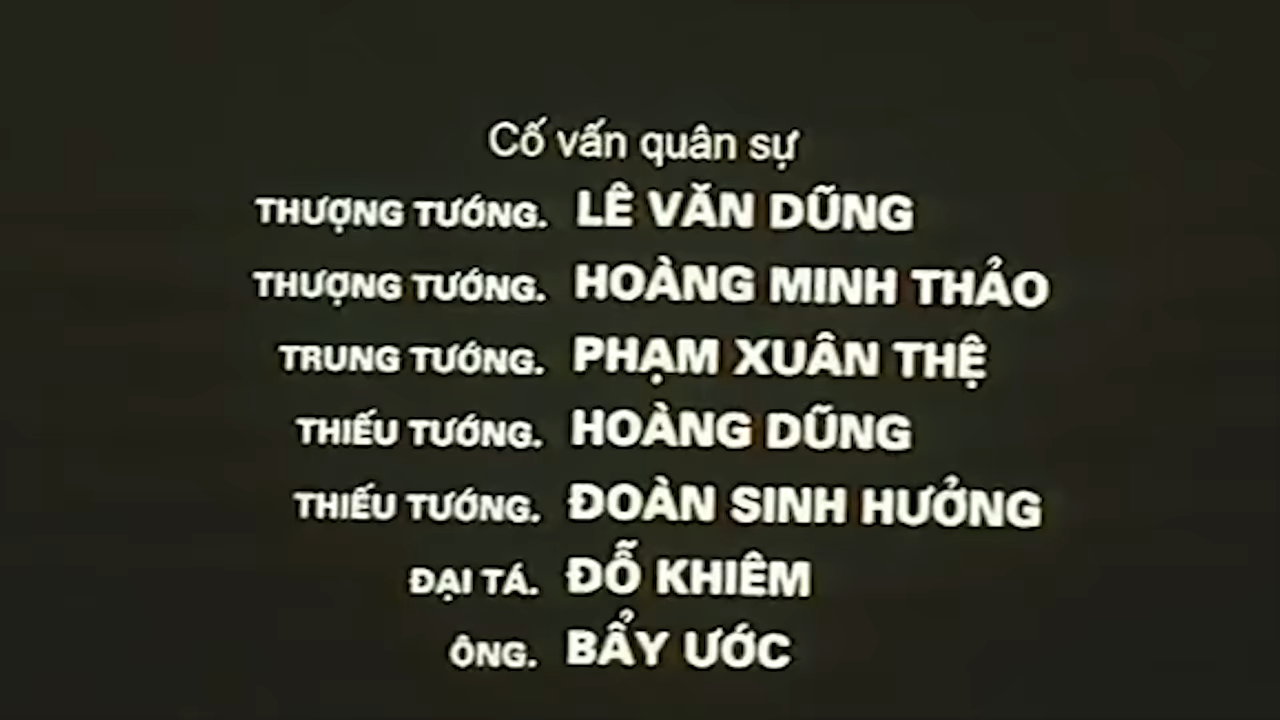 Cố vấn quân sự
THƯỢNG TƯỚNG. LÊ VĂN DŨNG
THƯỢNG TƯỚNG. HOÀNG MINH THẢO
TRUNG TƯỚNG. PHẠM XUÂN THỆ
THIẾU TƯỚNG. HOÀNG DŨNG
THIẾU TƯỚNG. ĐOÀN SINH HƯỞNG
ĐẠI TÁ. ĐỖ KHIÊM
ÔNG. BẨY ƯỚC